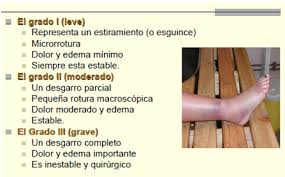 El grado I (leve)
Representa un estiramiento (o esguince)
Microrrotura
Dolor y edema mínimo
Siempre esta estable.
El grado II (moderado)
Un desgarro parcial
Pequeña rotura macroscópica
Dolor moderado y edema
Estable.
El Grado III (grave)
Un desgarro completo
Dolor y edema importante
Es inestable y quirúrgico